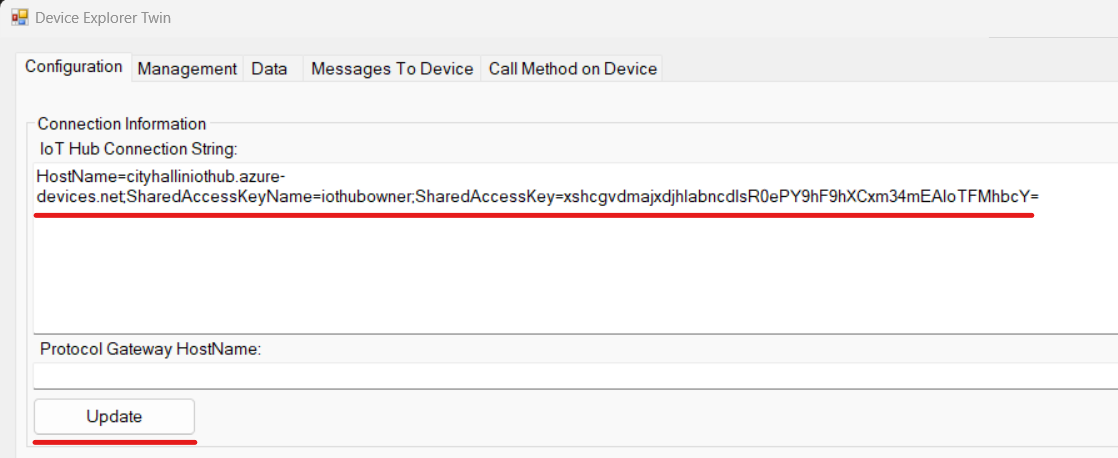 Device Explorer Twin
Configuration Management Data Messages To Device Call Method on Device
Connection Information
IoT Hub Connection String:
HostName=cityhalliniothub.azure-
devices.net;SharedAccessKeyName=iothubowner;SharedAccessKey=xshcgvdmajxdjhlabncdlsR0ePY9hF9hXCxm34mEAIoTFMhbcY=
Protocol Gateway HostName:
Update